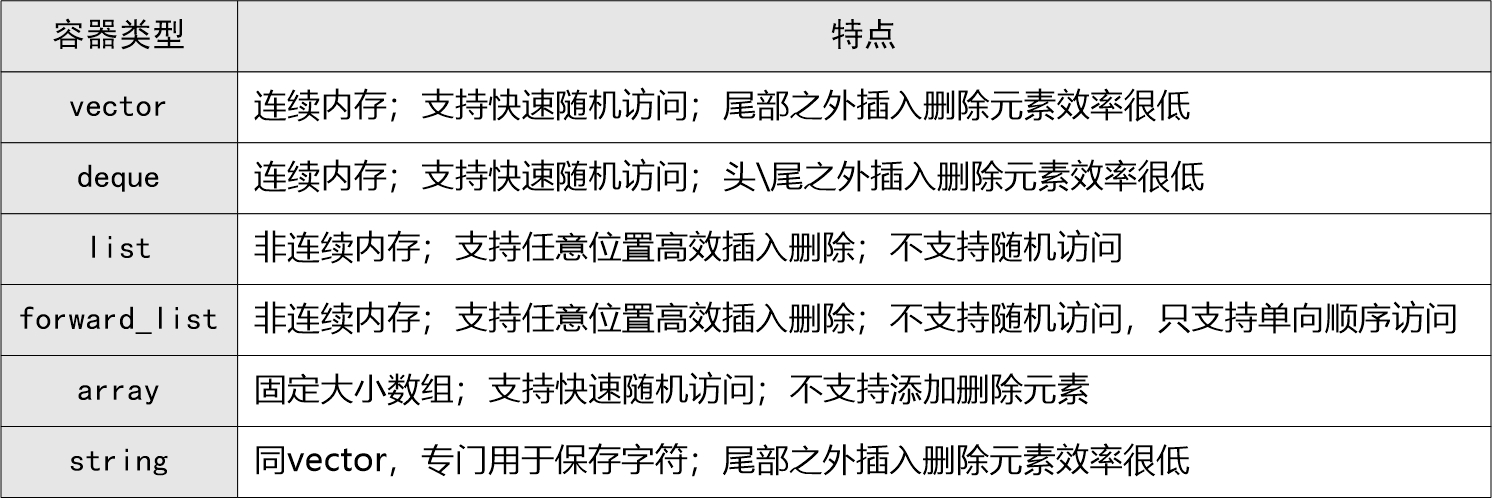 容器类型 特点
vector 连续内存；支持快速随机访问；尾部之外插入删除元素效率很低
deque 连续内存；支持快速随机访问；头\尾之外插入删除元素效率很低
list 非连续内存；支持任意位置高效插入删除；不支持随机访问
forward_list 非连续内存；支持任意位置高效插入删除；不支持随机访问，只支持单向顺序访问
array 固定大小数组；支持快速随机访问；不支持添加删除元素
string 同vector，专门用于保存字符；尾部之外插入删除元素效率很低